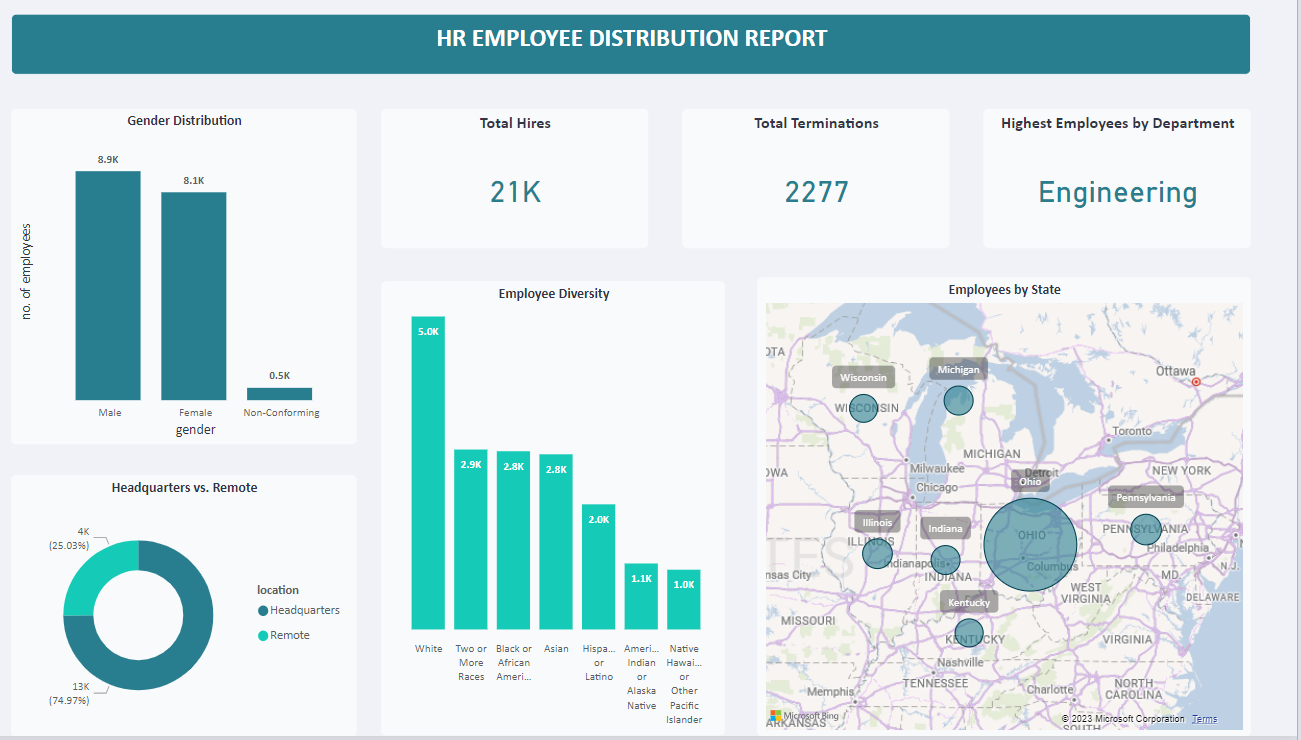 HR EMPLOYEE DISTRIBUTION REPORT
Gender Distribution
8.9K
8.1K
0.5K
no. of employees
Male
Female
Non-Conforming
gender
Total Hires
21K
Total Terminations
2277
Highest Employees by Department
Engineering
Headquarters vs. Remote
4K
(25.03%)
13K
(74.97%)
location
Headquarters
Remote
Employee Diversity
5.0K
2.9K
2.8K
2.8K
2.0K
1.1K
1.0K
White
Two or
More
Races
Black or
African
Ameri...
Asian
Hispa...
or
Latino
Ameri...
Indian
or
Alaska
Native
Native
Hawai...
or
Other
Pacific
Islander
Employees by State
OTA
Ottawa
Wisconsin
Michigan
WISCONSIN
Toronto
MICHIGAN
OWA
Milwaukee
Detroit
NEW YORK
Ohio
Chicago
Pennsylvania
Illinois
Indiana
PENNSYLVANIA
ILLINOIS
OHIO
Philadelphia
TES
Indianapolis
Columbus
N.J.
nsas City
INDIANA
MD.
WEST
VIRGINIA
DELAWARE
Kentucky
MISSOURI
KENTUCKY
VIRGINIA
Nashville
TENNESSEE
NORTH
CAROLINA
Memphis
Charlotte
Microsoft Bing
ARKANSAS
© 2023 Microsoft Corporation
Terms
SOUTH